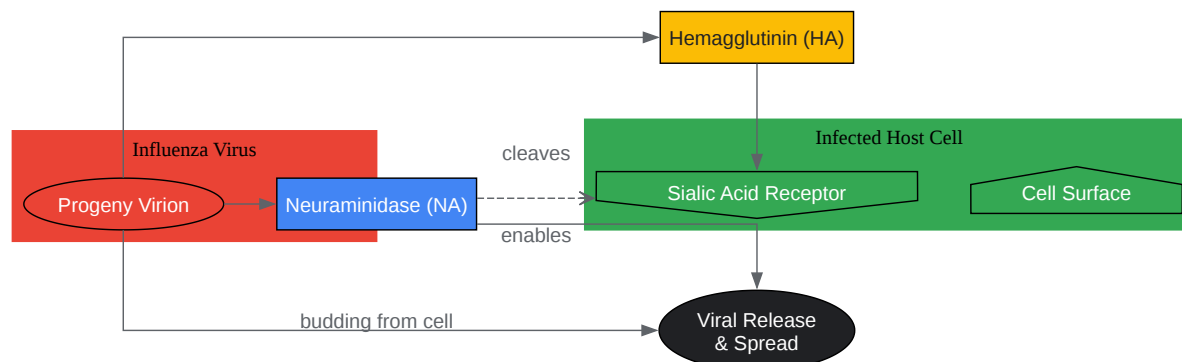 Hemagglutinin (HA)
Influenza Virus
Infected Host Cell
cleaves
Progeny Virion
Neuraminidase (NA)
Sialic Acid Receptor
Cell Surface
enables
budding from cell
Viral Release
& Spread